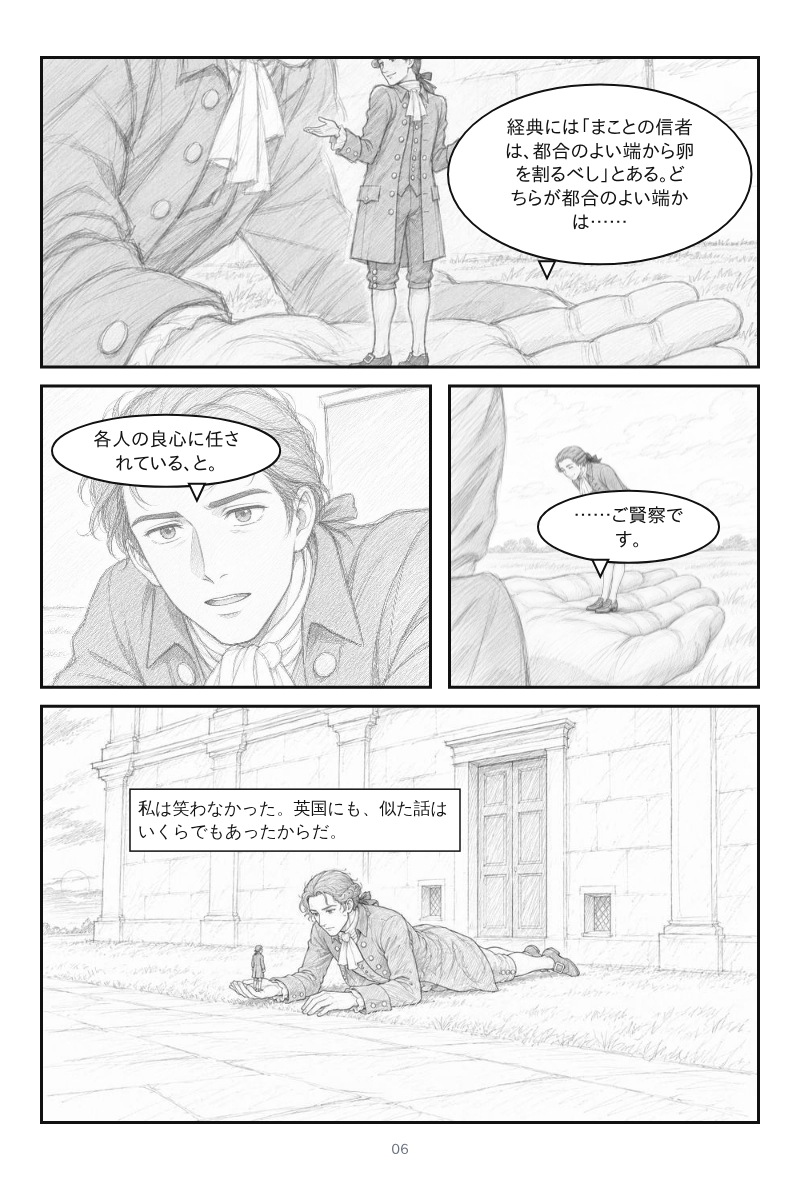 経典には「まことの信者
は、都合のよい端から卵
を割るべし」とある。ど
ちらが都合のよい端か
は……
各人の良心に任さ
れている、と。
……ご賢察で
す。
私は笑わなかった。英国にも、似た話は
いくらでもあったからだ。
06